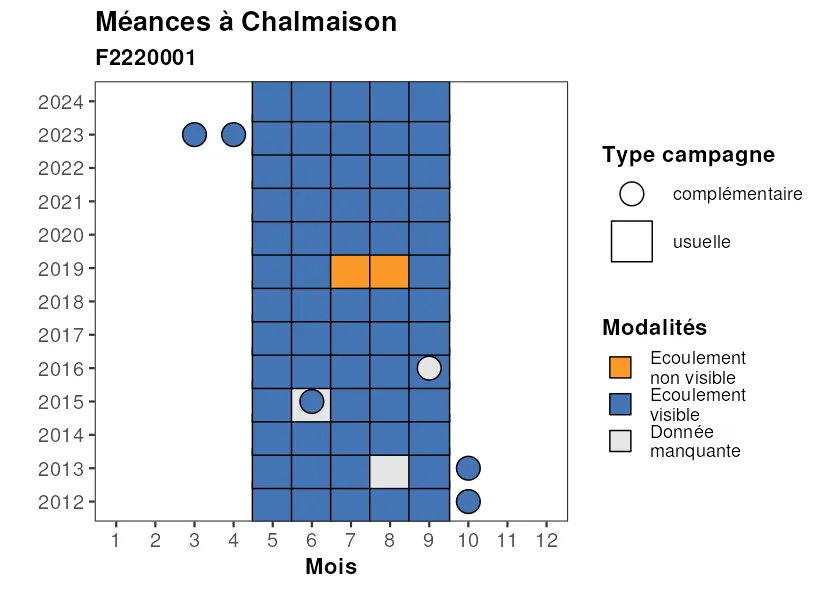 Méances à Chalmaison
F2220001
2024
2023
2022
2021
2020
2019
2018
2017
2016
2015
2014
2013
2012
1 2 3 4 5 6 7 8 9 10 11 12
Mois
Type campagne
complémentaire
usuelle
Modalités
Ecoulement
non visible
Ecoulement
visible
Donnée
manquante